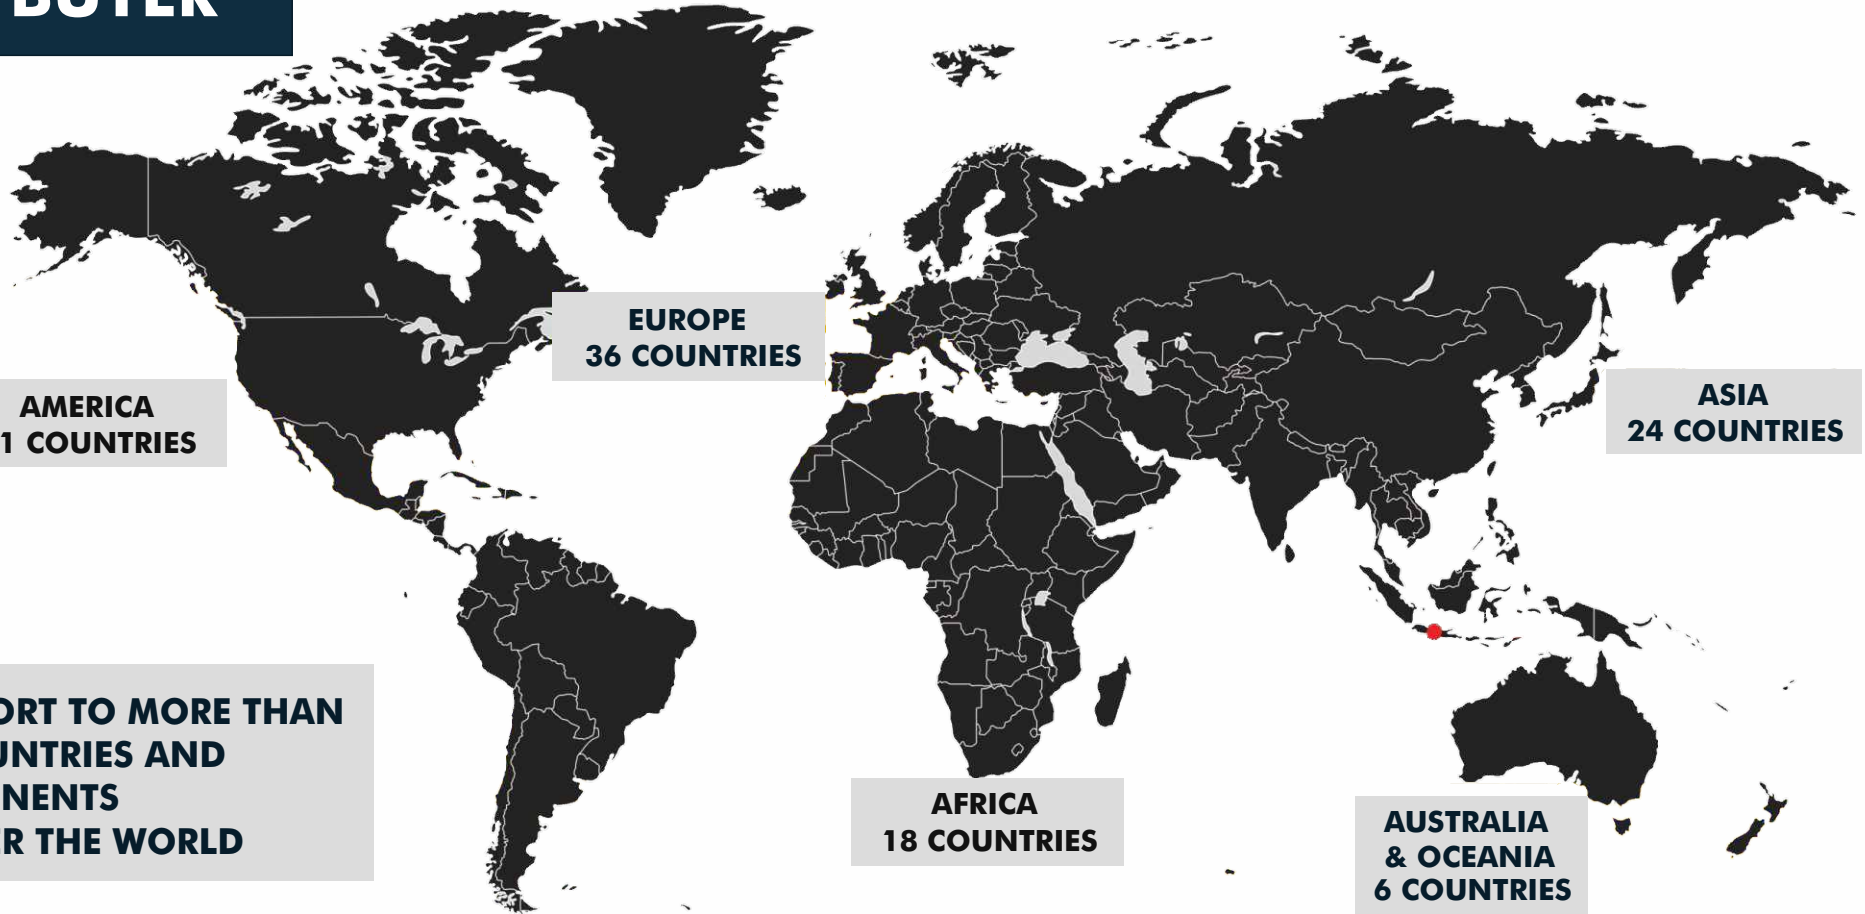 BUYER
EUROPE
36 COUNTRIES
AMERICA
1 COUNTRIES
ASIA
24 COUNTRIES
ORT TO MORE THAN
UNTRIES AND
NENTS
R THE WORLD
AFRICA
18 COUNTRIES
AUSTRALIA
& OCEANIA
6 COUNTRIES